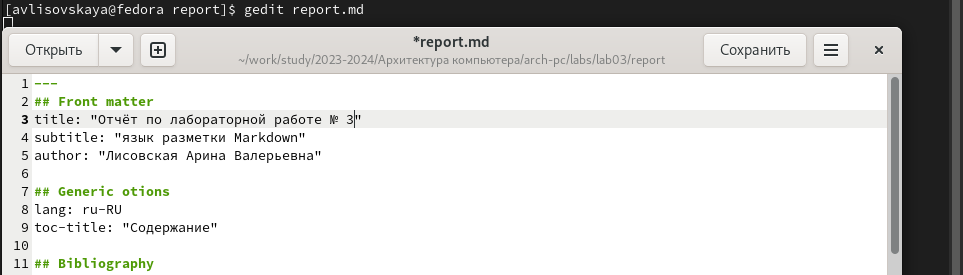 [avlisovskaya@fedora report]$ gedit report.md
Открыть
*report.md
~/work/study/2023-2024/Архитектура компьютера/arch-pc/labs/lab03/report
Сохранить
1 ---
2 ## Front matter
3 title: "Отчёт по лабораторной работе № 3"
4 subtitle: "язык разметки Markdown"
5 author: "Лисовская Арина Валерьевна"
6
7 ## Generic otions
8 lang: ru-RU
9 toc-title: "Содержание"
10
11 ## Bibliography